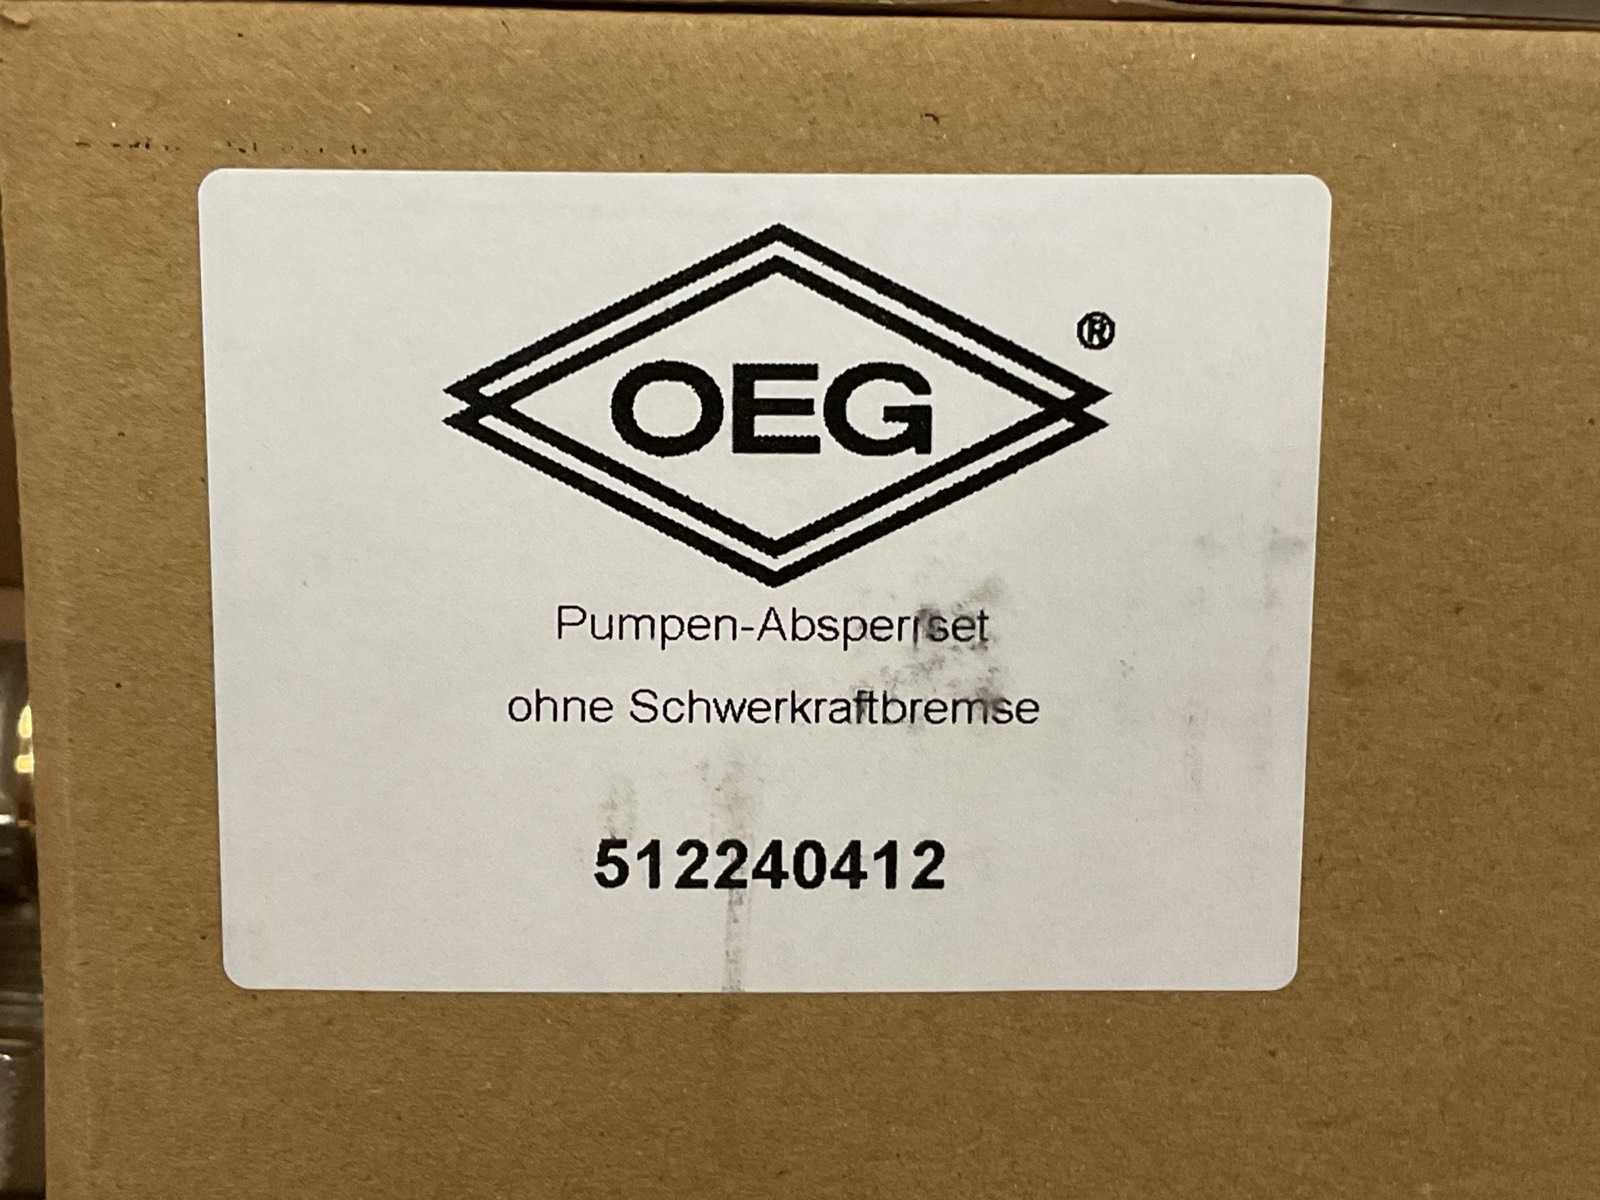 OEG®
Pumpen-Absperrset
ohne Schwerkraftbremse
512240412